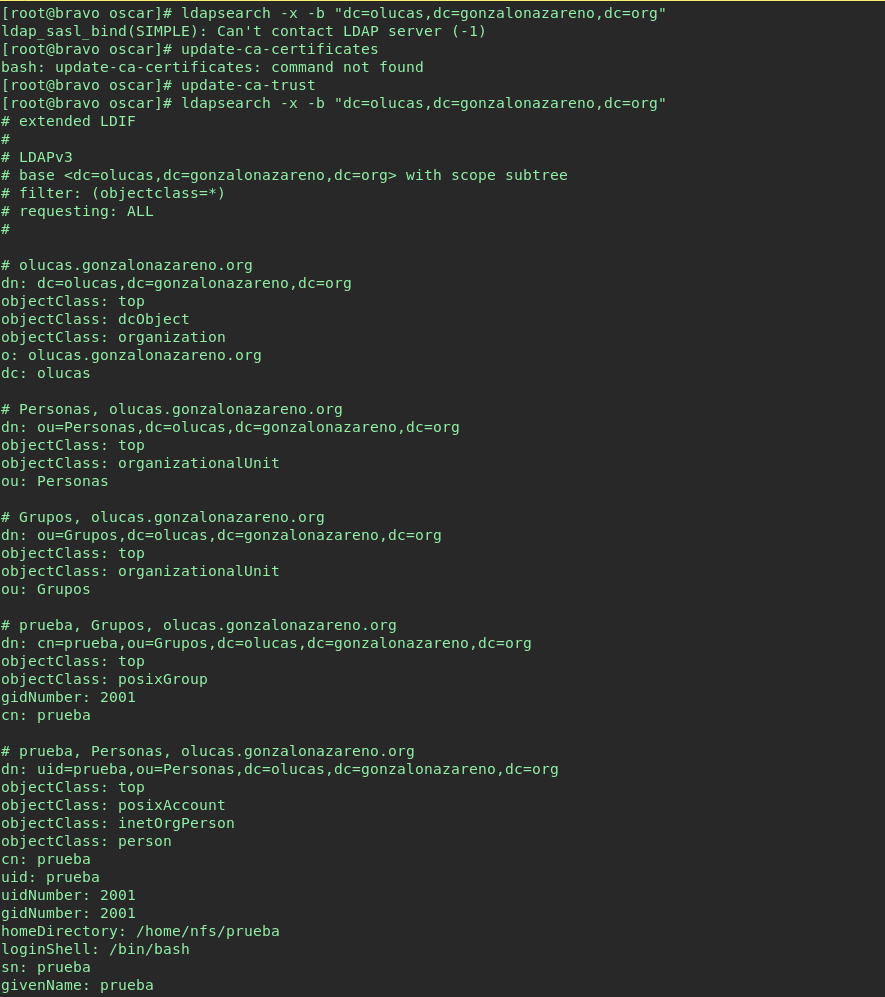 [root@bravo oscar]# ldapsearch -x -b "dc=olucas,dc=gonzalonazareno,dc=org"
ldap_sasl_bind(SIMPLE): Can't contact LDAP server (-1)
[root@bravo oscar]# update-ca-certificates
bash: update-ca-certificates: command not found
[root@bravo oscar]# update-ca-trust
[root@bravo oscar]# ldapsearch -x -b "dc=olucas,dc=gonzalonazareno,dc=org"
# extended LDIF
#
# LDAPv3
# base <dc=olucas,dc=gonzalonazareno,dc=org> with scope subtree
# filter: (objectclass=*)
# requesting: ALL
#

# olucas.gonzalonazareno.org
dn: dc=olucas,dc=gonzalonazareno,dc=org
objectClass: top
objectClass: dcObject
objectClass: organization
o: olucas.gonzalonazareno.org
dc: olucas

# Personas, olucas.gonzalonazareno.org
dn: ou=Personas,dc=olucas,dc=gonzalonazareno,dc=org
objectClass: top
objectClass: organizationalUnit
ou: Personas

# Grupos, olucas.gonzalonazareno.org
dn: ou=Grupos,dc=olucas,dc=gonzalonazareno,dc=org
objectClass: top
objectClass: organizationalUnit
ou: Grupos

# prueba, Grupos, olucas.gonzalonazareno.org
dn: cn=prueba,ou=Grupos,dc=olucas,dc=gonzalonazareno,dc=org
objectClass: top
objectClass: posixGroup
gidNumber: 2001
cn: prueba

# prueba, Personas, olucas.gonzalonazareno.org
dn: uid=prueba,ou=Personas,dc=olucas,dc=gonzalonazareno,dc=org
objectClass: top
objectClass: posixAccount
objectClass: inetOrgPerson
objectClass: person
cn: prueba
uid: prueba
uidNumber: 2001
gidNumber: 2001
homeDirectory: /home/nfs/prueba
loginShell: /bin/bash
sn: prueba
givenName: prueba